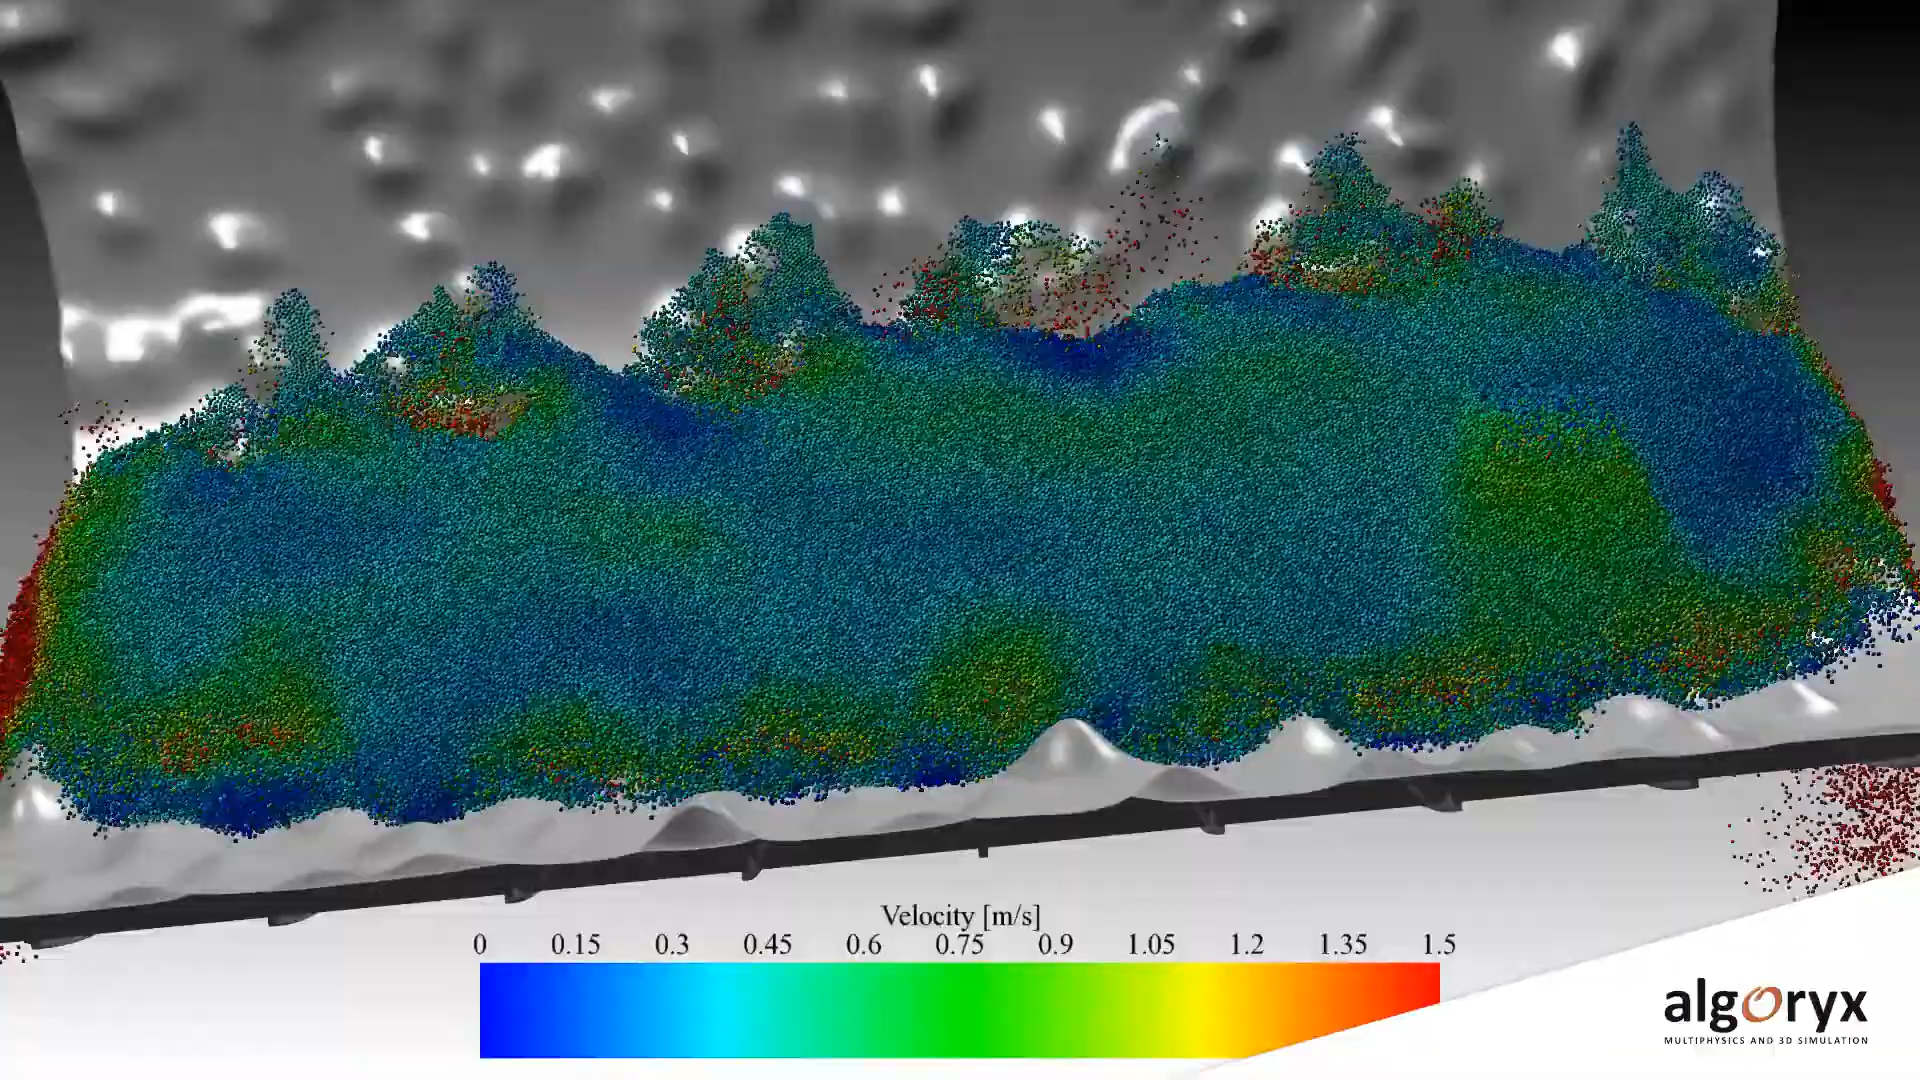 Velocity [m/s]
0 0.15 0.3 0.45 0.6 0.75 0.9 1.05 1.2 1.35 1.5
algoryx
MULTIPHYSICS AND 3D SIMULATION